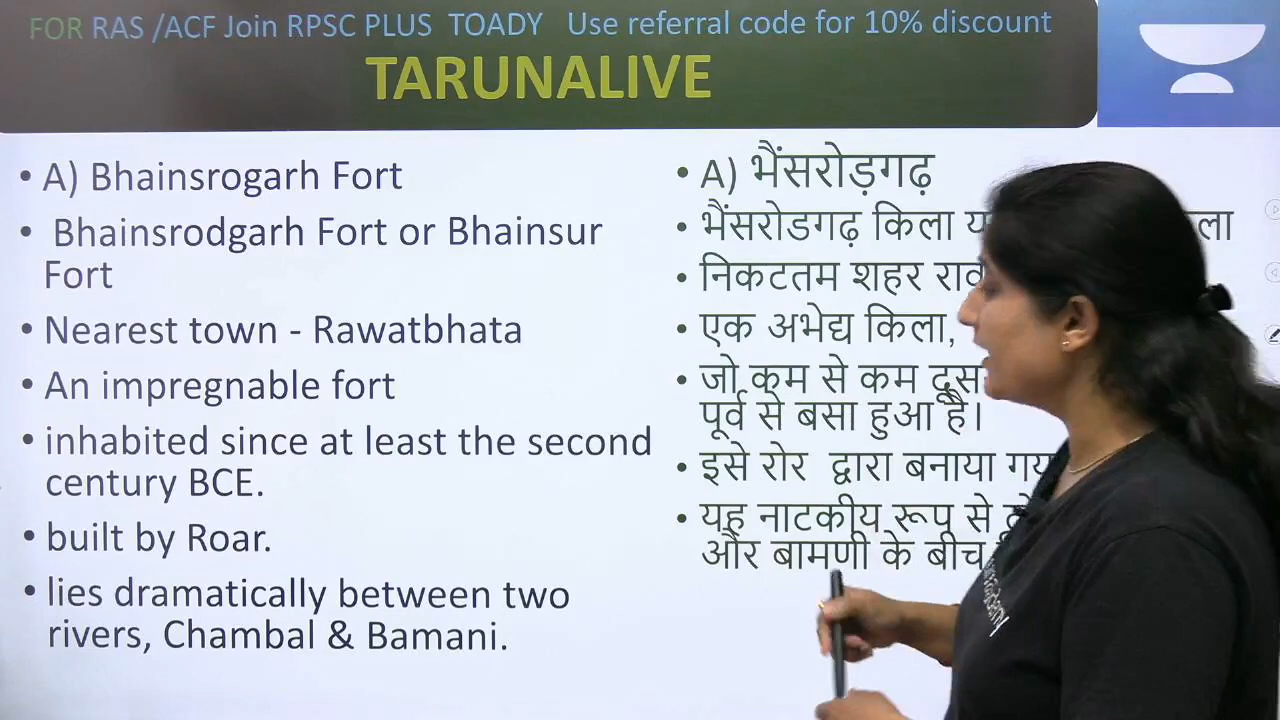 FOR RAS /ACF Join RPSC PLUS TOADY Use referral code for 10% discount
TARUNALIVE
• A) Bhainsrogarh Fort
• Bhainsrodgarh Fort or Bhainsur
Fort
• Nearest town - Rawatbhata
• An impregnable fort
• inhabited since at least the second
century BCE.
• built by Roar.
• lies dramatically between two
rivers, Chambal & Bamani.
• A) भैंसरोड़गढ़
• भैंसरोडगढ़ किला
• निकटतम शहर
• एक अभेद्य किला,
• जो कम से कम
पूर्व से बसा हुआ है।
• इसे रोर द्वारा बनाया
• यह नाटकीय रूप से
और बामणी के बीच